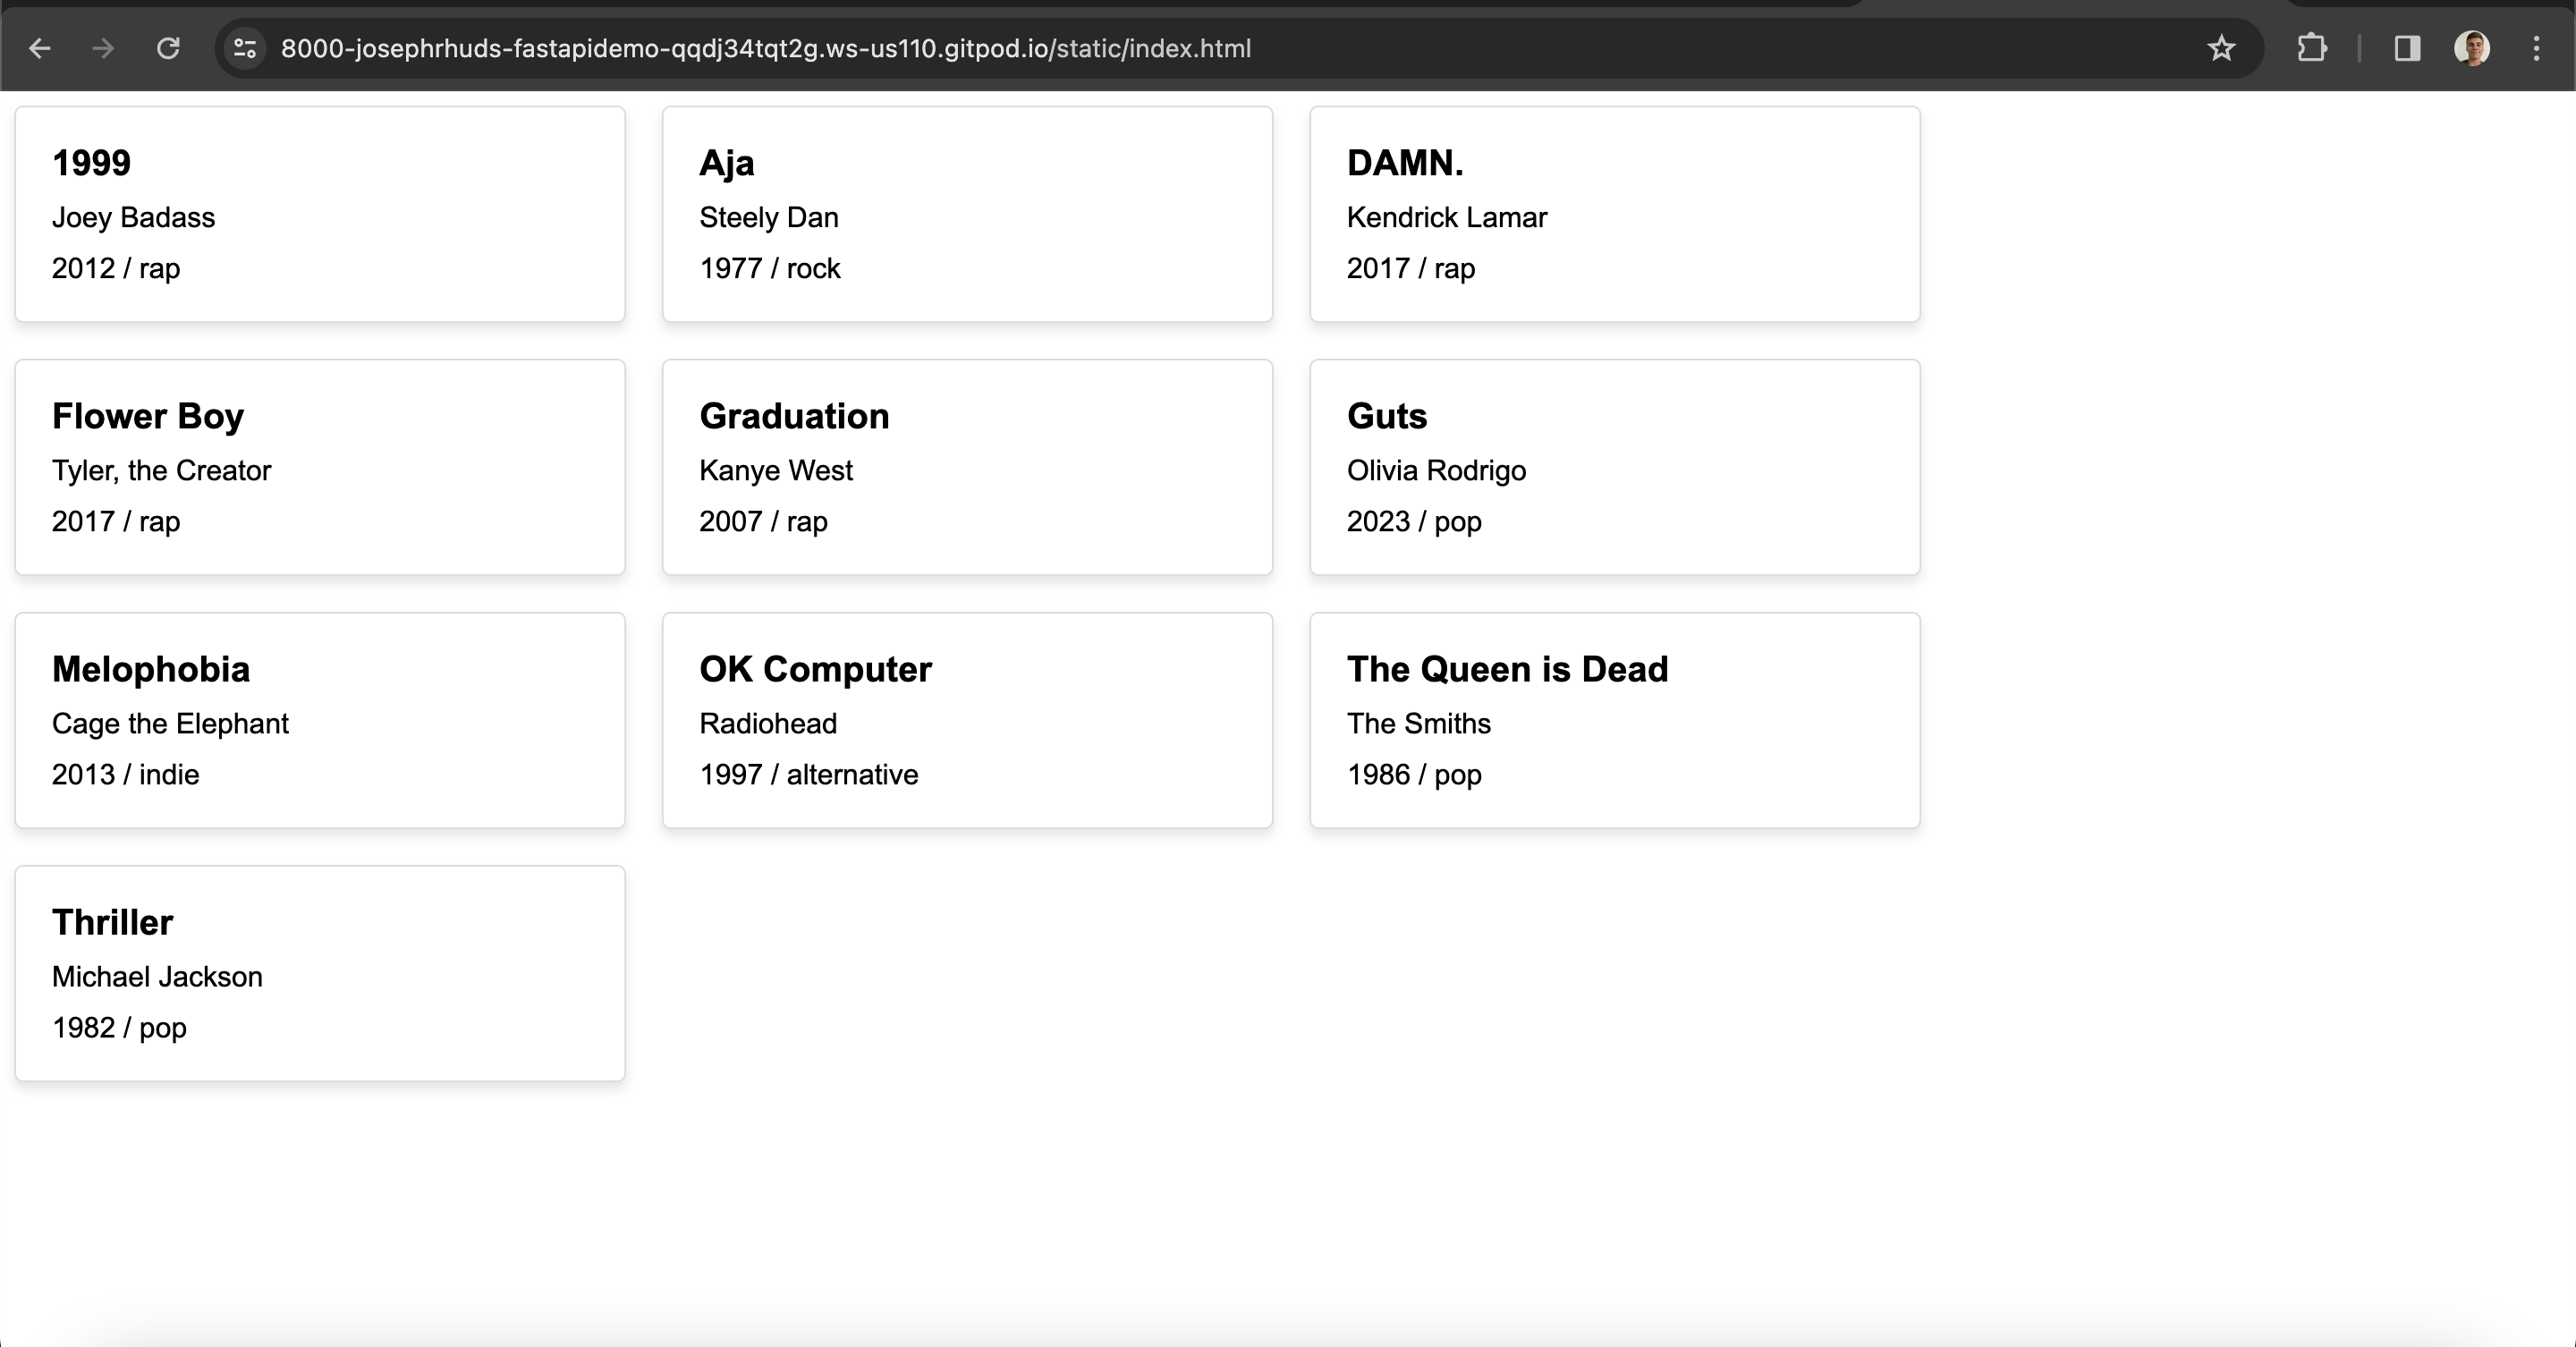 8000-josephrhuds-fastapidemo-qqdj34tqt2g.ws-us110.gitpod.io/static/index.html
1999
Joey Badass
2012 / rap
Aja
Steely Dan
1977 / rock
DAMN.
Kendrick Lamar
2017 / rap
Flower Boy
Tyler, the Creator
2017 / rap
Graduation
Kanye West
2007 / rap
Guts
Olivia Rodrigo
2023 / pop
Melophobia
Cage the Elephant
2013 / indie
OK Computer
Radiohead
1997 / alternative
The Queen is Dead
The Smiths
1986 / pop
Thriller
Michael Jackson
1982 / pop